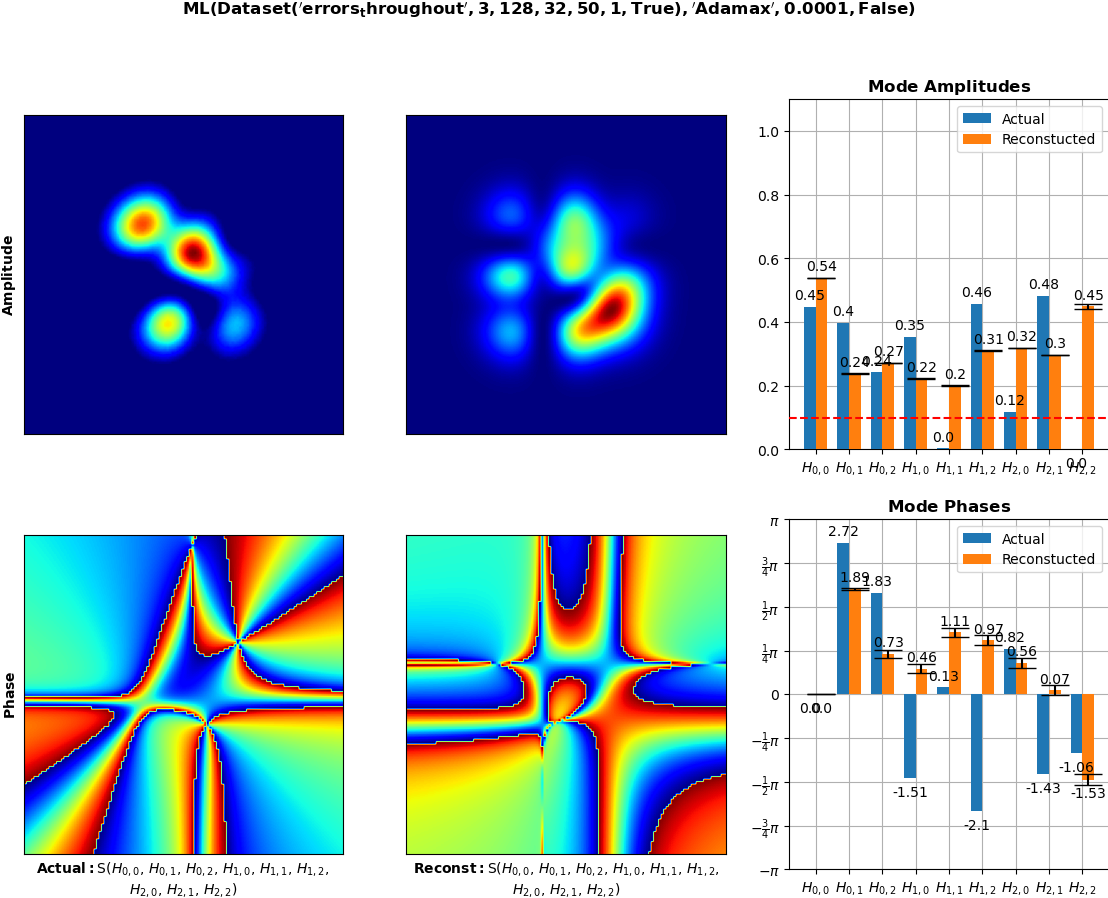 ML(Dataset('errors_throughout', 3, 128, 32, 50, 1, True), 'Adamax', 0.0001, False)
Amplitude
Mode Amplitudes
Actual
Reconstucted
1.0
0.8
0.6
0.4
0.2
0.0
0.45 0.54 0.4 0.24 0.24 0.27 0.35 0.22 0.0 0.2 0.46 0.31 0.12 0.32 0.48 0.3 0.0 0.45
H0,0 H0,1 H0,2 H1,0 H1,1 H1,2 H2,0 H2,1 H2,2
Phase
Actual: S(H0,0, H0,1, H0,2, H1,0, H1,1, H1,2,
H2,0, H2,1, H2,2)
Reconst: S(H0,0, H0,1, H0,2, H1,0, H1,1, H1,2,
H2,0, H2,1, H2,2)
Mode Phases
Actual
Reconstucted
π
3/4π
1/2π
1/4π
0
−1/4π
−1/2π
−3/4π
−π
0.0 0.0 2.72 1.89 1.83 0.73 -1.51 0.46 0.13 1.11 -2.1 0.97 0.82 0.56 -1.43 0.07 -1.06 -1.53
H0,0 H0,1 H0,2 H1,0 H1,1 H1,2 H2,0 H2,1 H2,2